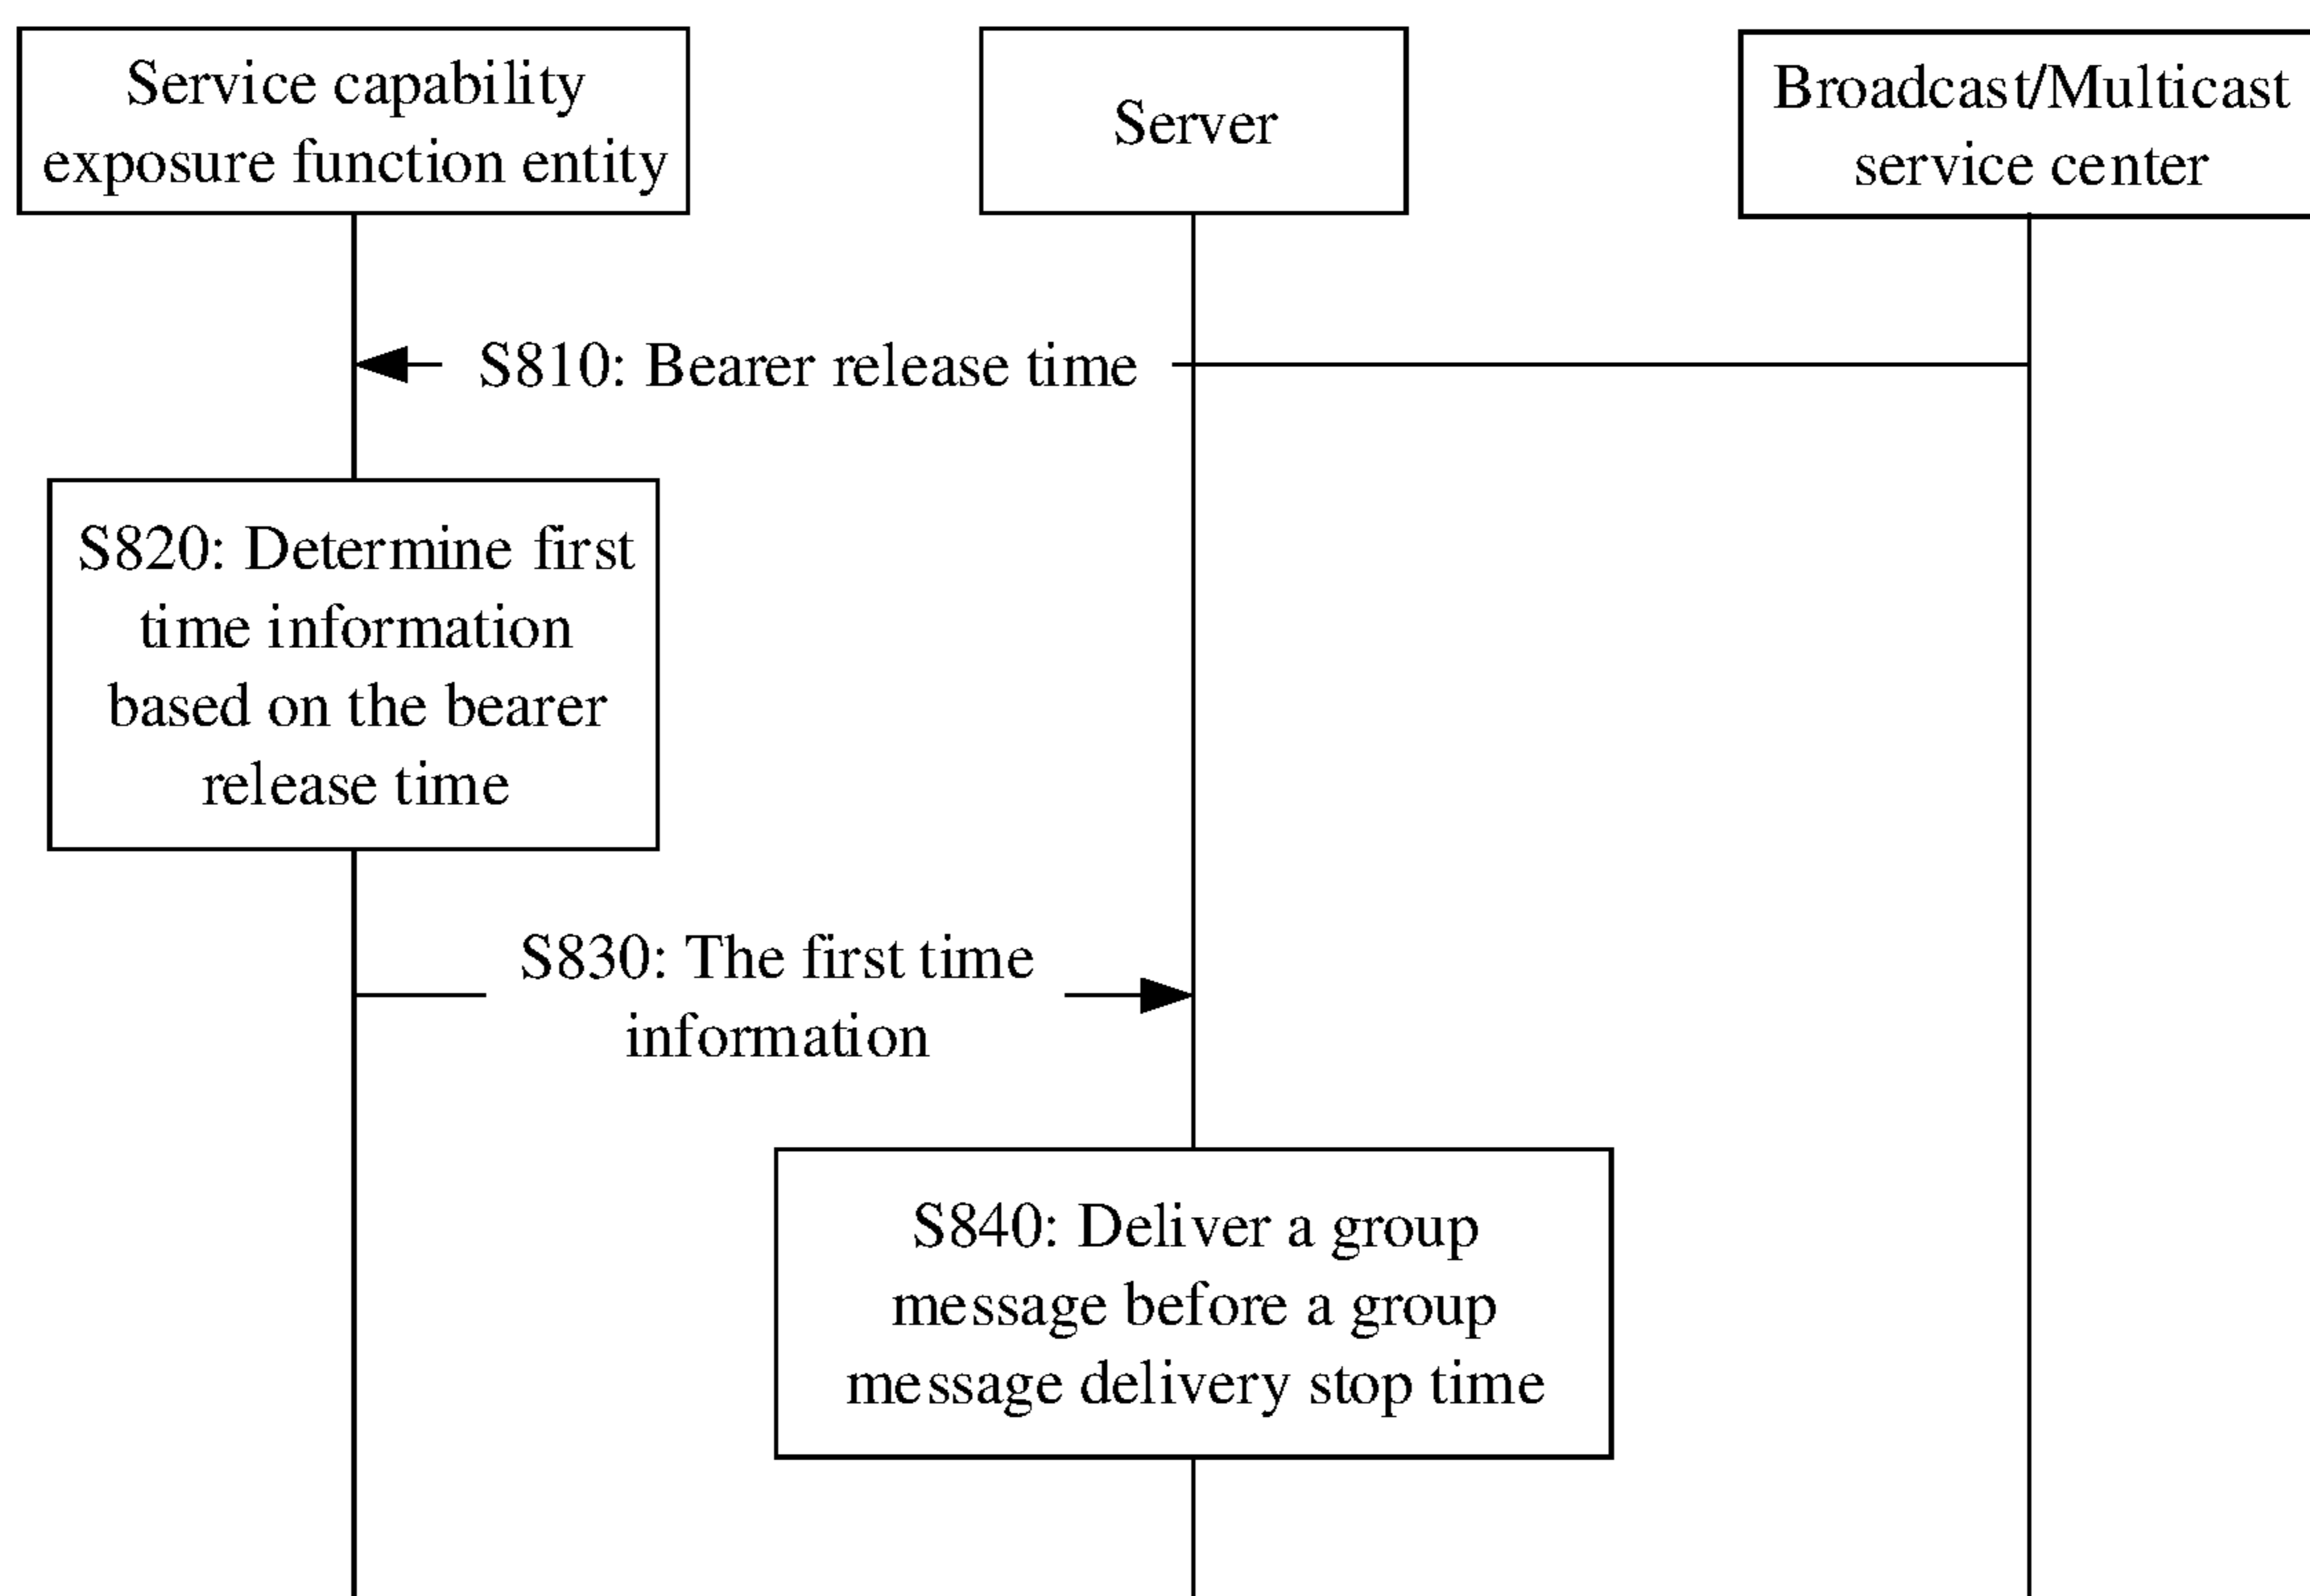 Service capability
exposure function entity
Server
Broadcast/Multicast
service center
S810: Bearer release time
S820: Determine first
time information
based on the bearer
release time
S830: The first time
information
S840: Deliver a group
message before a group
message delivery stop time